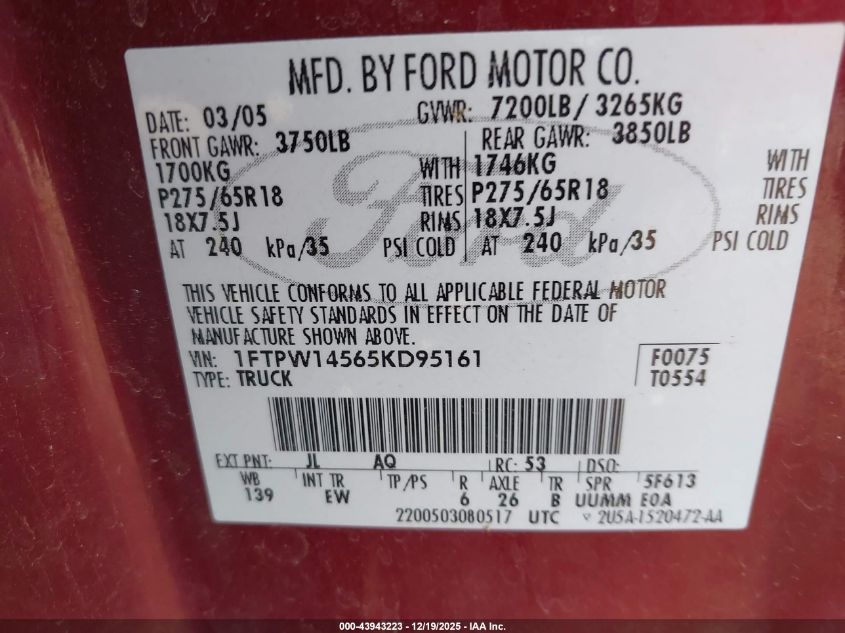 MFD. BY FORD MOTOR CO.
DATE: 03/05 GVWR: 7200LB/ 3265KG
FRONT GAWR: 3750LB REAR GAWR: 3850LB
1700KG WITH 1746KG WITH
P275/65R18 TIRES P275/65R18 TIRES
18X7.5J RIMS 18X7.5J RIMS
AT 240 kPa/35 PSI COLD AT 240 kPa/35 PSI COLD
Ford
THIS VEHICLE CONFORMS TO ALL APPLICABLE FEDERAL MOTOR
VEHICLE SAFETY STANDARDS IN EFFECT ON THE DATE OF
MANUFACTURE SHOWN ABOVE.
VIN: 1FTPW14565KD95161 F0075
TYPE: TRUCK T0554
EXT PNT: JL AQ RC: 53 DSO:
WB INT TR TP/PS R AXLE TR SPR 5F613
139 EW 6 26 B UUMM EOA
2200503080517 UTC 2U5A-1520472-AA
000-43943223 - 12/19/2025 - IAA Inc.